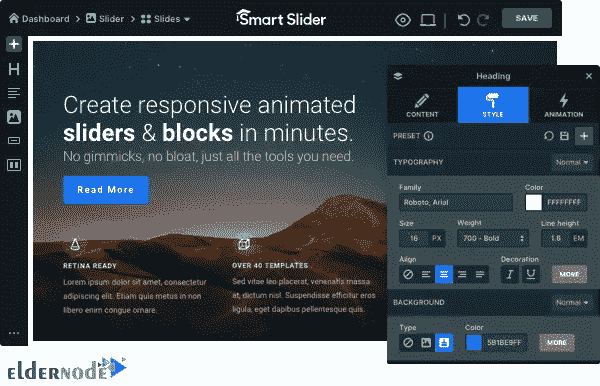 Dashboard > Slider > Slides
Smart Slider
SAVE
Create responsive animated
sliders & blocks in minutes.
No gimmicks, no bloat, just all the tools you need.
Read More
RETINA READY
Lorem ipsum dolor sit amet, consectetur
adipiscing elit. Etiam metus in non
lacus congue ornare.
OVER 40 TEMPLATES
Sed vitae leo placerat, venenatis massa
at, dictum nisl. Suspendisse efficitur eros
ligula, eget dapibus pellentesque quis.
Heading
CONTENT
STYLE
ANIMATION
PRESET
TYPOGRAPHY
Normal
Family
Color
Roboto, Arial
FFFFFFFF
Size
Weight
Line height
16 PX
700 - Bold
1.8 EM
Align
Decoration
I U
MORE
BACKGROUND
Normal
Type
Color
5B1BE9FF
MORE
eldernode